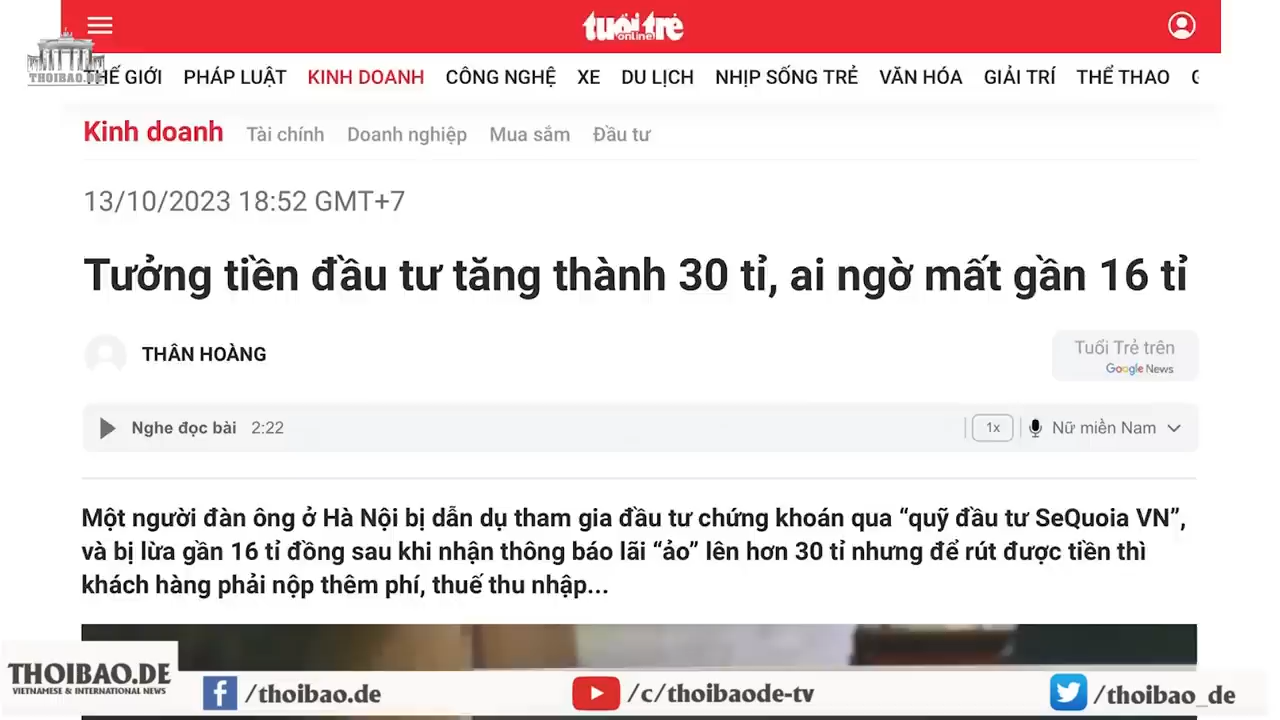 tuổi trẻ
online
THOIBAO.DE
THẾ GIỚI PHÁP LUẬT KINH DOANH CÔNG NGHỆ XE DU LỊCH NHỊP SỐNG TRẺ VĂN HÓA GIẢI TRÍ THỂ THAO G
Kinh doanh Tài chính Doanh nghiệp Mua sắm Đầu tư
13/10/2023 18:52 GMT+7
Tưởng tiền đầu tư tăng thành 30 tỉ, ai ngờ mất gần 16 tỉ
THÂN HOÀNG
Tuổi Trẻ trên
Google News
Nghe đọc bài 2:22 1x Nữ miền Nam
Một người đàn ông ở Hà Nội bị dẫn dụ tham gia đầu tư chứng khoán qua “quỹ đầu tư SeQuoia VN”,
và bị lừa gần 16 tỉ đồng sau khi nhận thông báo lãi “ảo” lên hơn 30 tỉ nhưng để rút được tiền thì
khách hàng phải nộp thêm phí, thuế thu nhập...
THOIBAO.DE
VIETNAMESE & INTERNATIONAL NEWS
/thoibao.de /c/thoibaode-tv /thoibao_de